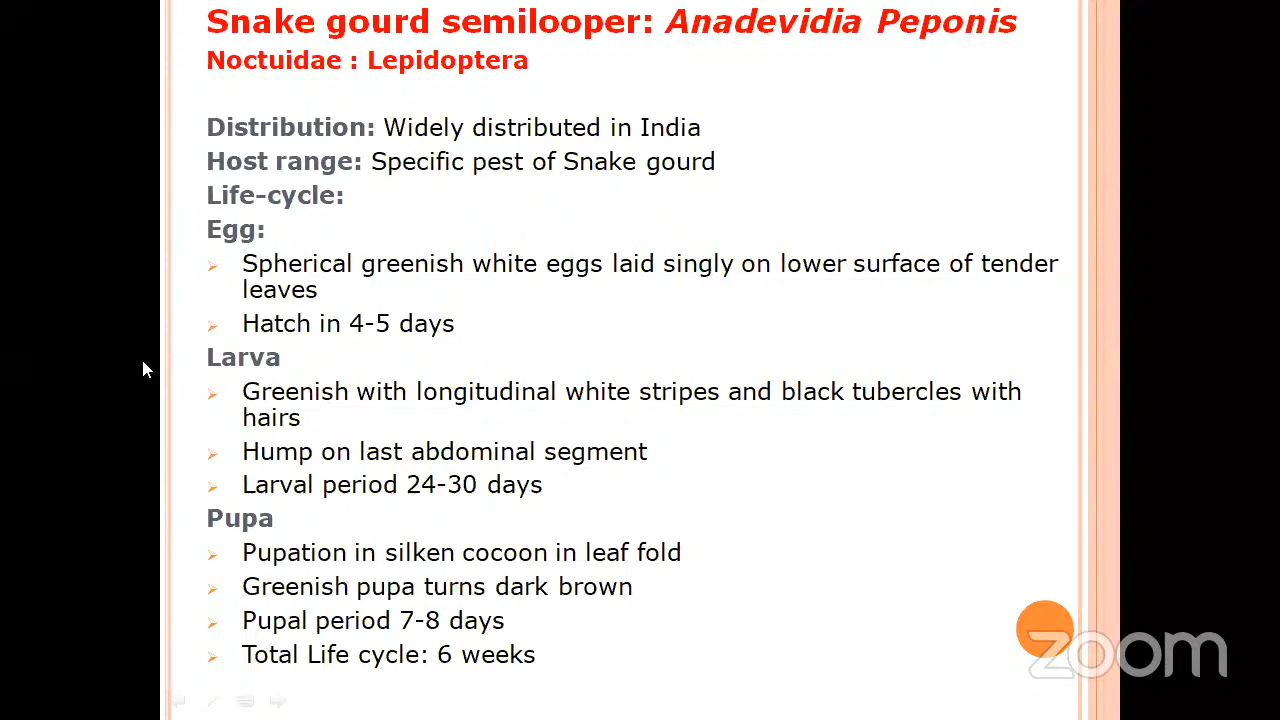 Snake gourd semilooper: Anadevidia Peponis
Noctuidae : Lepidoptera
Distribution: Widely distributed in India
Host range: Specific pest of Snake gourd
Life-cycle:
Egg:
Spherical greenish white eggs laid singly on lower surface of tender
leaves
Hatch in 4-5 days
Larva
Greenish with longitudinal white stripes and black tubercles with
hairs
Hump on last abdominal segment
Larval period 24-30 days
Pupa
Pupation in silken cocoon in leaf fold
Greenish pupa turns dark brown
Pupal period 7-8 days
Total Life cycle: 6 weeks
zoom